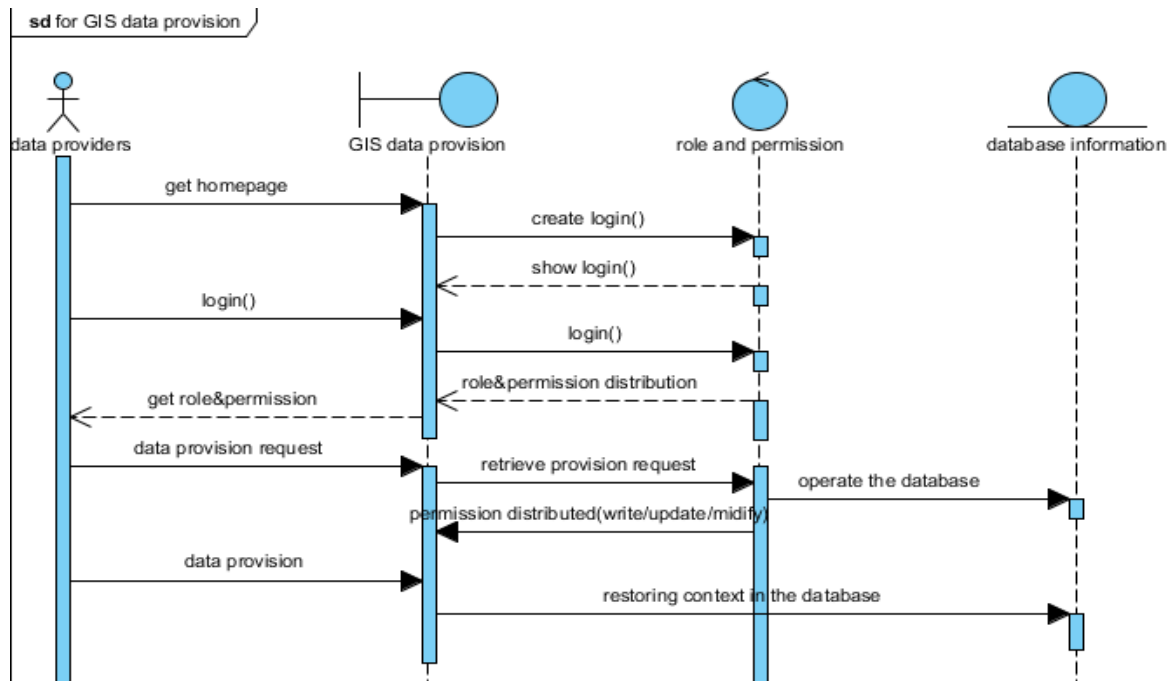 sd for GIS data provision
data providers
GIS data provision
role and permission
database information
get homepage
create login()
show login()
login()
login()
role&permission distribution
get role&permission
data provision request
retrieve provision request
operate the database
permission distributed(write/update/midify)
data provision
restoring context in the database